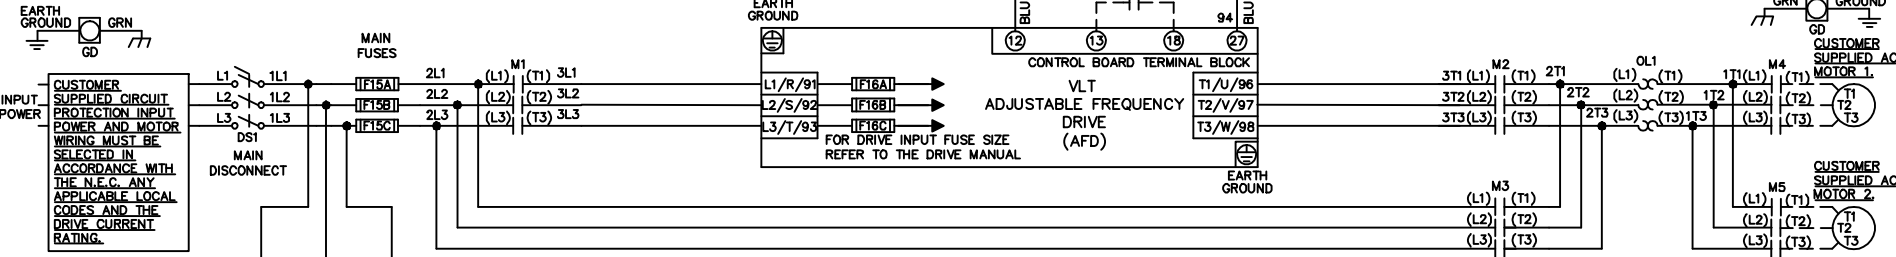 EARTH
GROUND
GRN
GD
INPUT
POWER
CUSTOMER
SUPPLIED CIRCUIT
PROTECTION INPUT
POWER AND MOTOR
WIRING MUST BE
SELECTED IN
ACCORDANCE WITH
THE N.E.C. ANY
APPLICABLE LOCAL
CODES AND THE
DRIVE CURRENT
RATING.
L1 1L1
L2 1L2
L3 1L3
DS1
MAIN
DISCONNECT
MAIN
FUSES
F15A
F15B
F15C
2L1
2L2
2L3
M1
(L1) (T1) 3L1
(L2) (T2) 3L2
(L3) (T3) 3L3
EARTH
GROUND
BLU
94
BLU
12 13 18 27
CONTROL BOARD TERMINAL BLOCK
L1/R/91
L2/S/92
L3/T/93
F16A
F16B
F16C
FOR DRIVE INPUT FUSE SIZE
REFER TO THE DRIVE MANUAL
VLT
ADJUSTABLE FREQUENCY
DRIVE
(AFD)
T1/U/96
T2/V/97
T3/W/98
EARTH
GROUND
M2
3T1 (L1) (T1) 2T1
3T2 (L2) (T2) 2T2
3T3 (L3) (T3) 2T3
M3
(L1) (T1)
(L2) (T2)
(L3) (T3)
OL1
(L1) (T1) 1T1
(L2) (T2) 1T2
(L3) (T3) 1T3
GRN
GROUND
GD
CUSTOMER
SUPPLIED AC
MOTOR 1.
M4
(L1) (T1)
(L2) (T2)
(L3) (T3)
T1
T2
T3
CUSTOMER
SUPPLIED AC
MOTOR 2.
M5
(L1) (T1)
(L2) (T2)
(L3) (T3)
T1
T2
T3